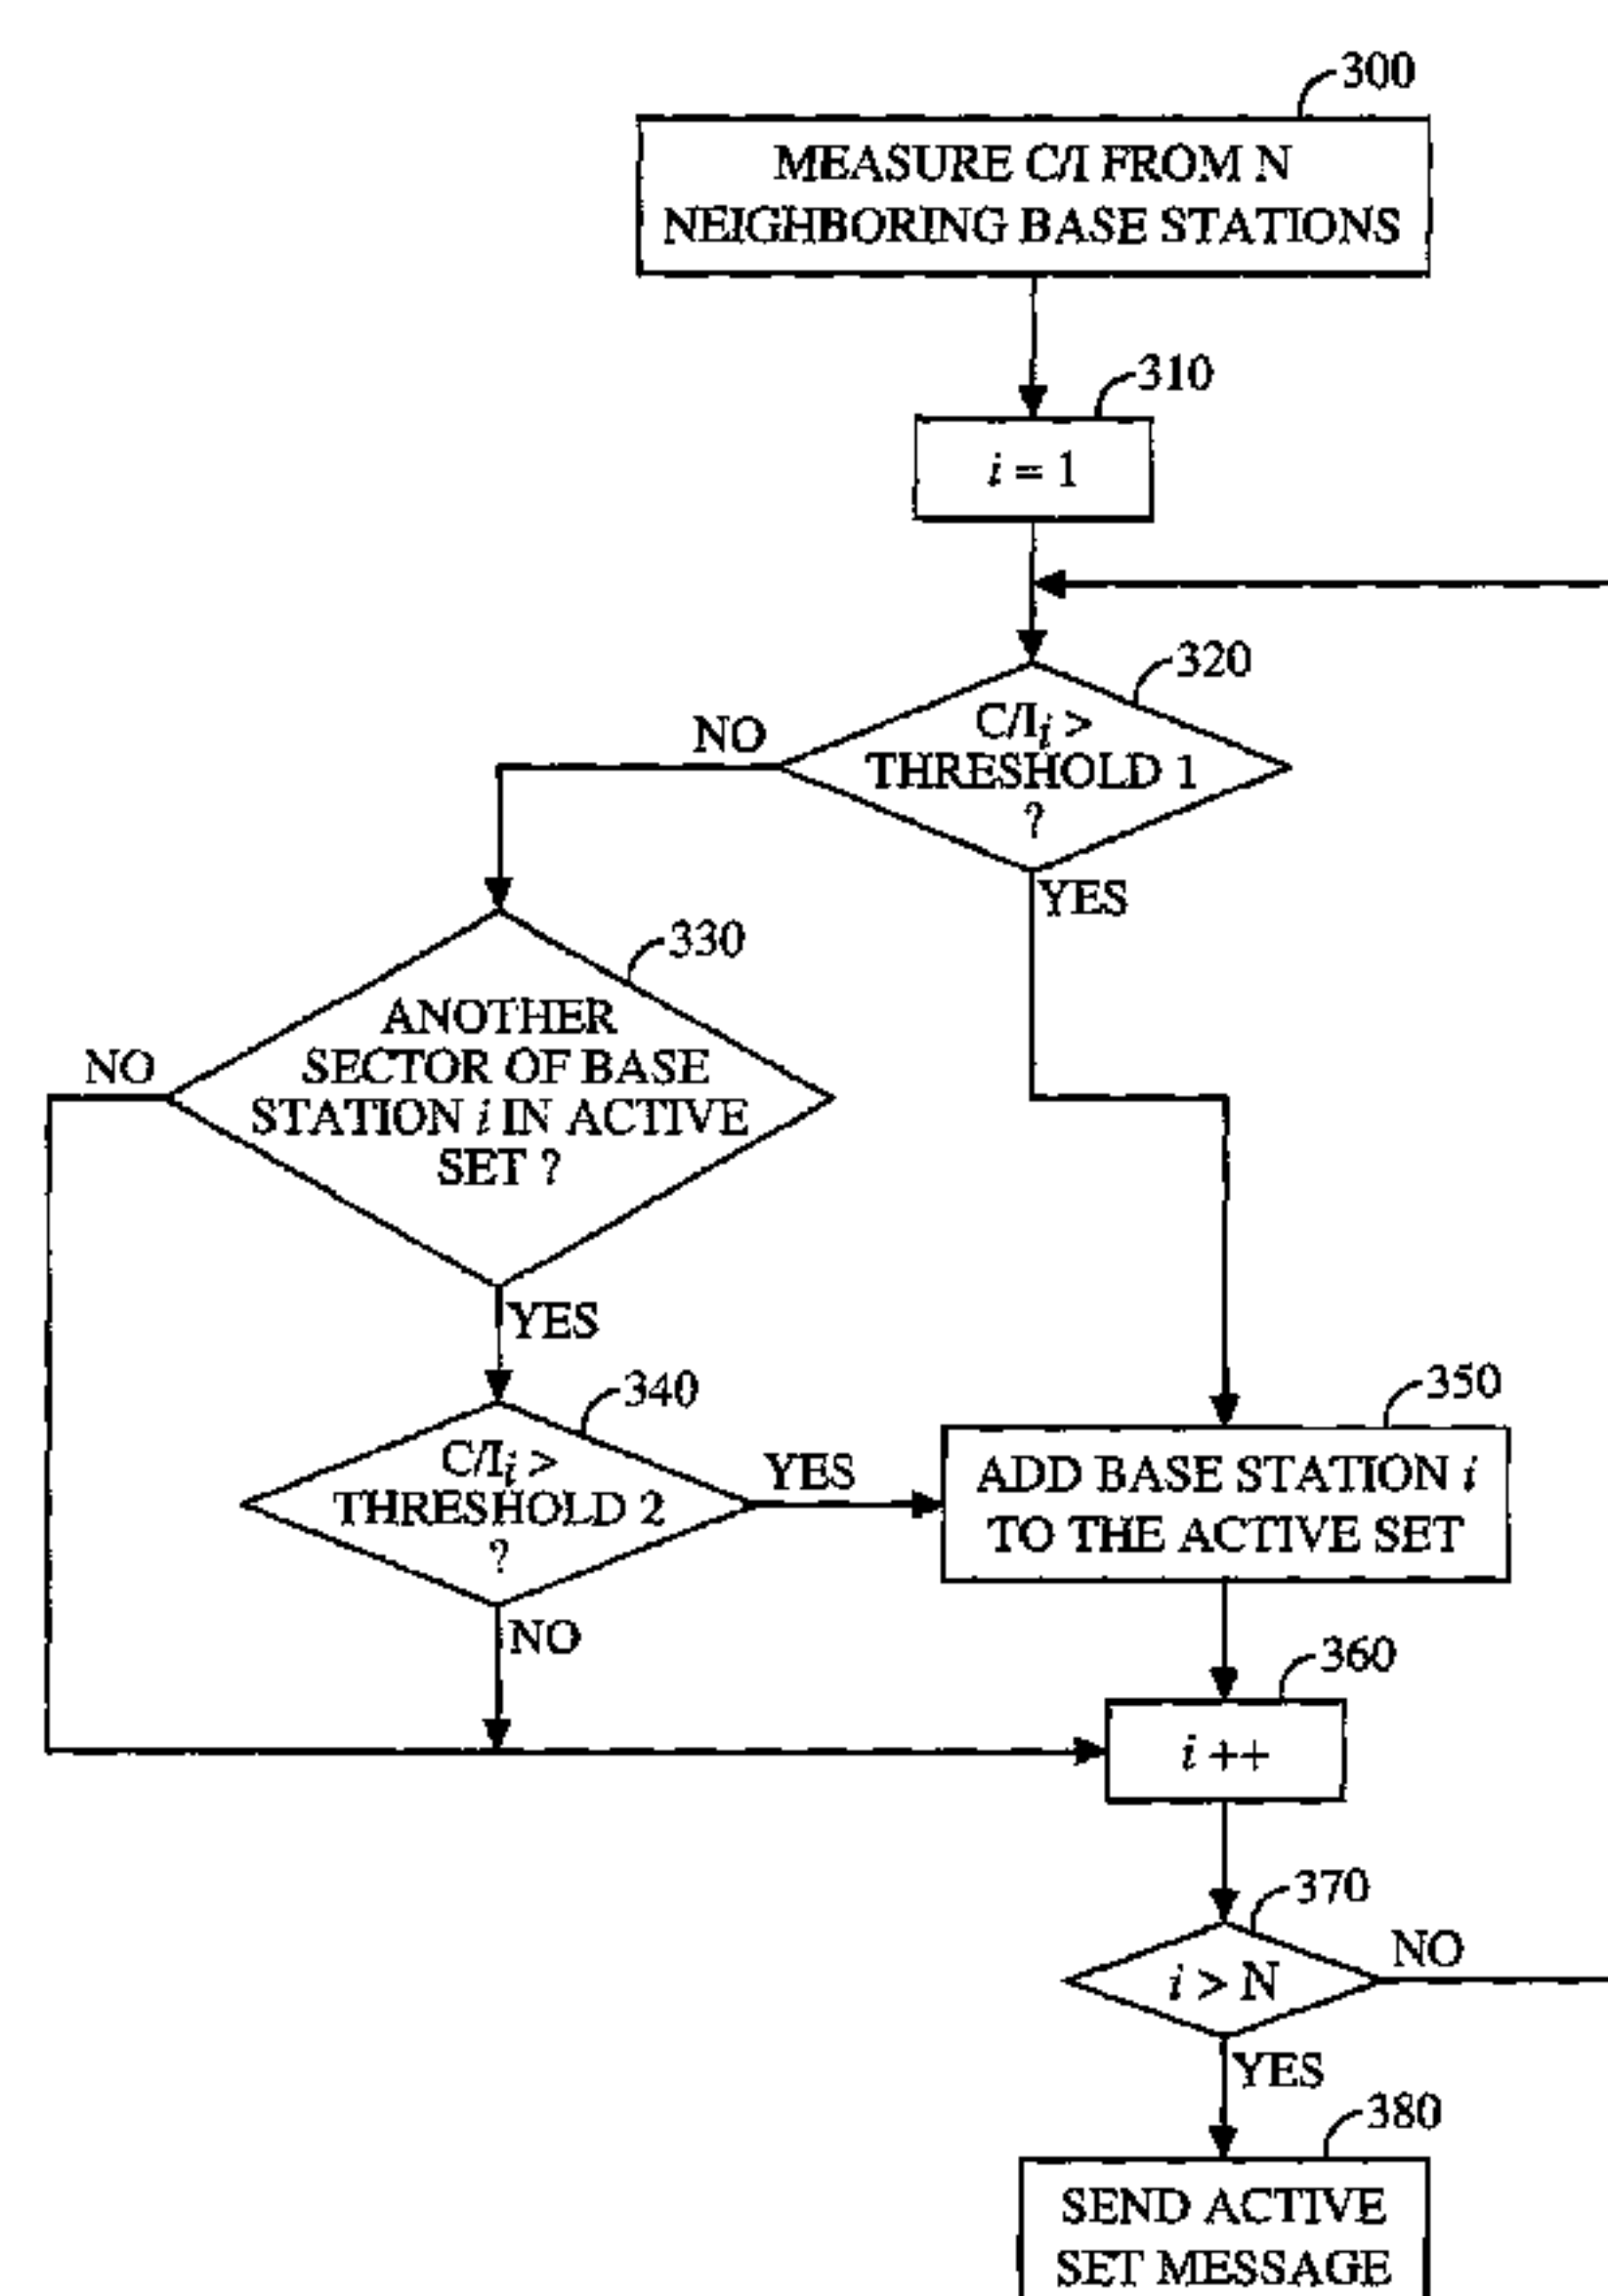 300
MEASURE C/I FROM N
NEIGHBORING BASE STATIONS
310
i = 1
320
C/Ii >
THRESHOLD 1
?
NO
YES
330
ANOTHER
SECTOR OF BASE
STATION i IN ACTIVE
SET ?
NO
YES
340
C/Ii >
THRESHOLD 2
?
YES
NO
350
ADD BASE STATION i
TO THE ACTIVE SET
360
i ++
370
i > N
NO
YES
380
SEND ACTIVE
SET MESSAGE